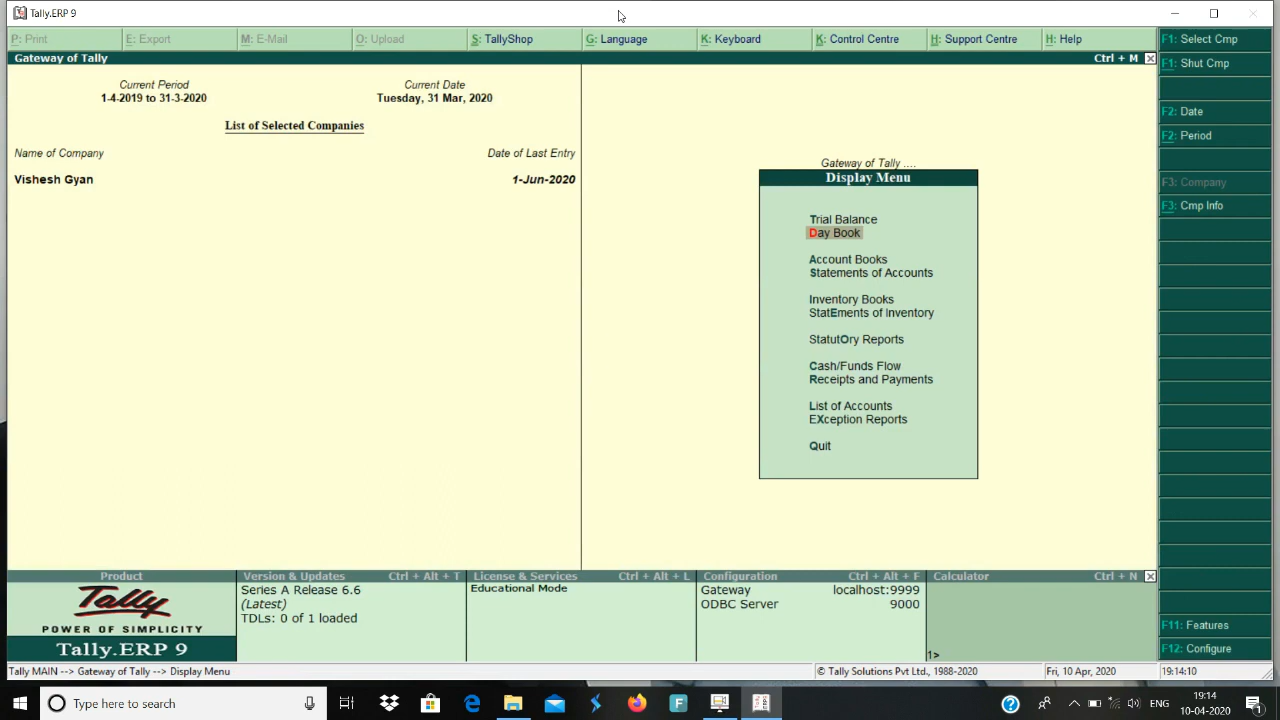 Tally.ERP 9
P: Print
E: Export
M: E-Mail
O: Upload
S: TallyShop
G: Language
K: Keyboard
K: Control Centre
H: Support Centre
H: Help
F1: Select Cmp
Gateway of Tally
Ctrl + M
F1: Shut Cmp
Current Period
Current Date
1-4-2019 to 31-3-2020
Tuesday, 31 Mar, 2020
F2: Date
List of Selected Companies
F2: Period
Name of Company
Date of Last Entry
Gateway of Tally ....
Vishesh Gyan
1-Jun-2020
Display Menu
F3: Company
F3: Cmp Info
Trial Balance
Day Book
Account Books
Statements of Accounts
Inventory Books
StatEments of Inventory
StatutOry Reports
Cash/Funds Flow
Receipts and Payments
List of Accounts
EXception Reports
Quit
Product
Version & Updates
Ctrl + Alt + T
License & Services
Ctrl + Alt + L
Configuration
Ctrl + Alt + F
Calculator
Ctrl + N
Tally
POWER OF SIMPLICITY
Tally.ERP 9
Series A Release 6.6
(Latest)
TDLs: 0 of 1 loaded
Educational Mode
Gateway
localhost:9999
ODBC Server
9000
1>
F11: Features
F12: Configure
Tally MAIN --> Gateway of Tally --> Display Menu
© Tally Solutions Pvt Ltd., 1988-2020
Fri, 10 Apr, 2020
19:14:10
Type here to search
ENG
19:14
10-04-2020